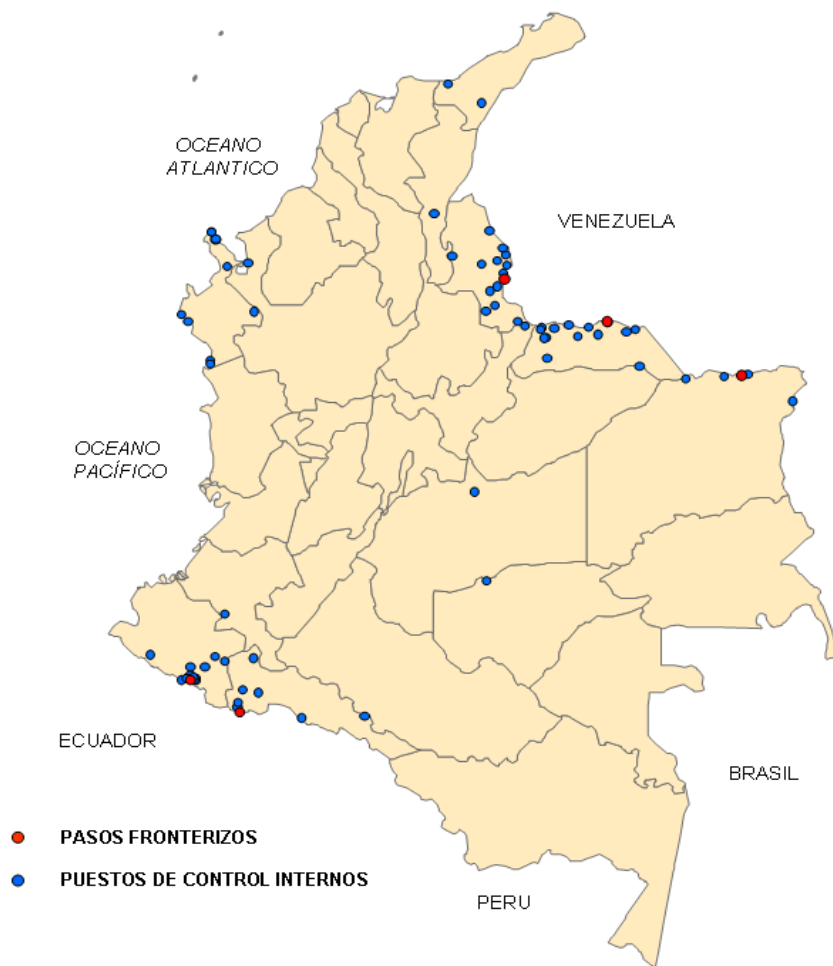 OCEANO
ATLANTICO
VENEZUELA
OCEANO
PACÍFICO
ECUADOR
BRASIL
PASOS FRONTERIZOS
PUESTOS DE CONTROL INTERNOS
PERU